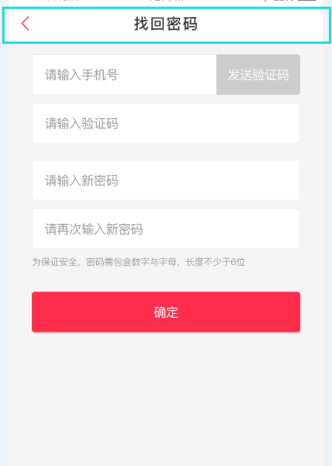 找回密码
请输入手机号 发送验证码
请输入验证码
请输入新密码
请再次输入新密码
为保证安全，密码需包含数字与字母，长度不少于6位
确定